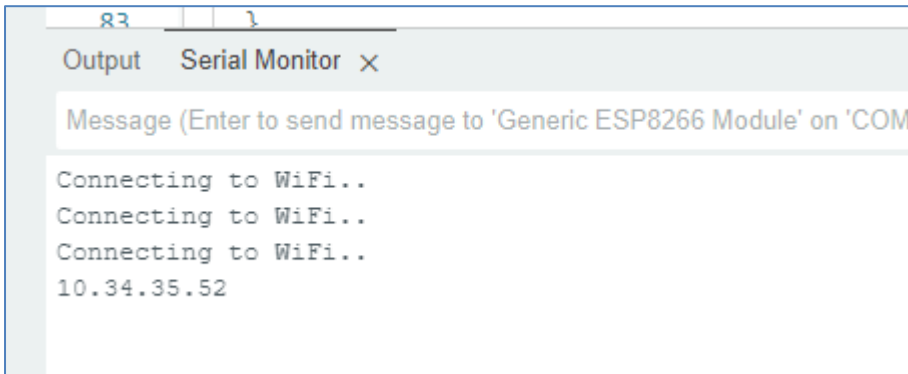 83 }
Output Serial Monitor ×
Message (Enter to send message to 'Generic ESP8266 Module' on 'COM
Connecting to WiFi..
Connecting to WiFi..
Connecting to WiFi..
10.34.35.52